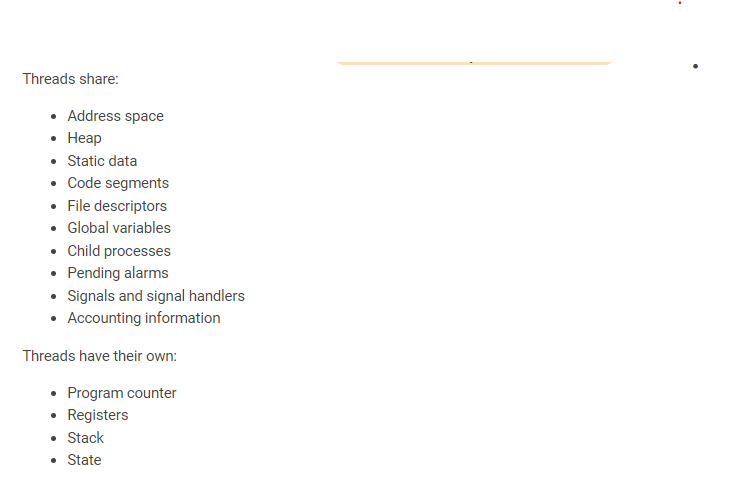 Threads share:
Address space
Heap
Static data
Code segments
File descriptors
Global variables
Child processes
Pending alarms
Signals and signal handlers
Accounting information
Threads have their own:
Program counter
Registers
Stack
State